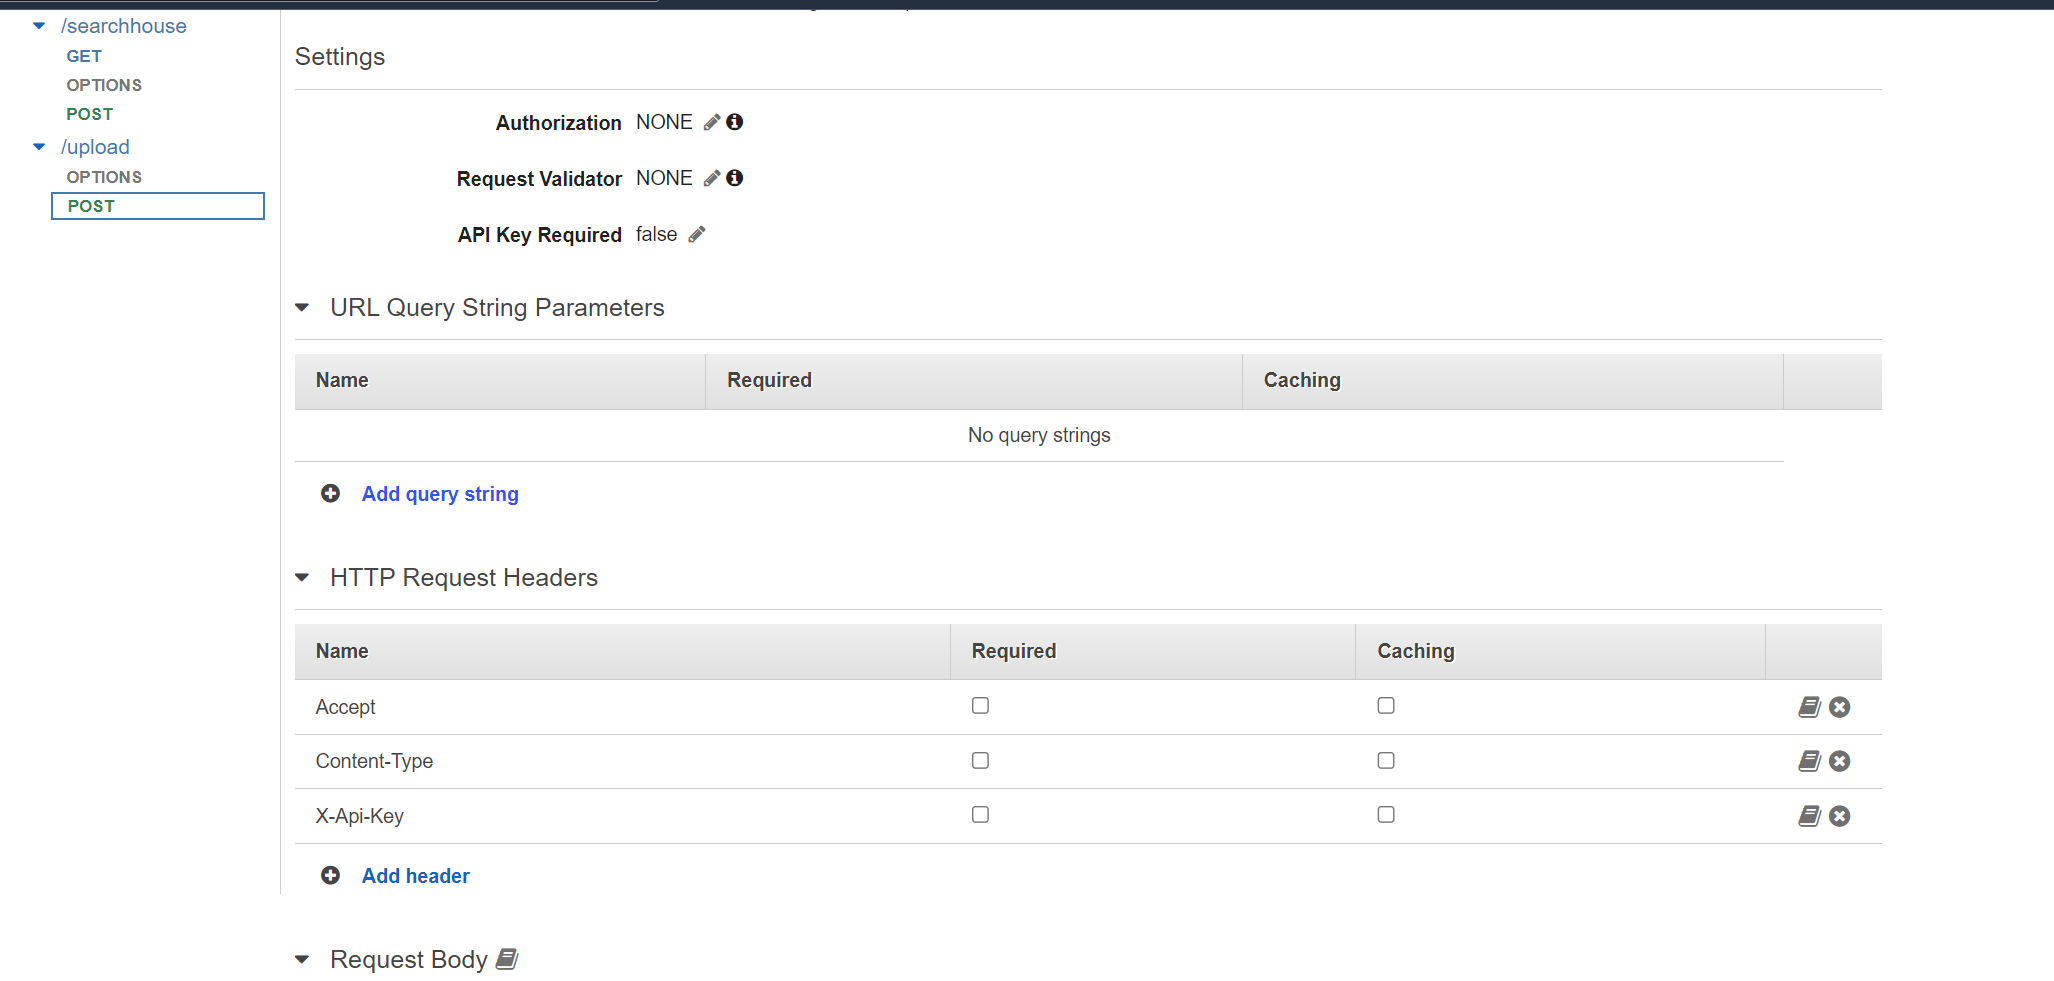 /searchhouse
GET
OPTIONS
POST
/upload
OPTIONS
POST
Settings
Authorization NONE
Request Validator NONE
API Key Required false
URL Query String Parameters
Name Required Caching
No query strings
Add query string
HTTP Request Headers
Name Required Caching
Accept
Content-Type
X-Api-Key
Add header
Request Body